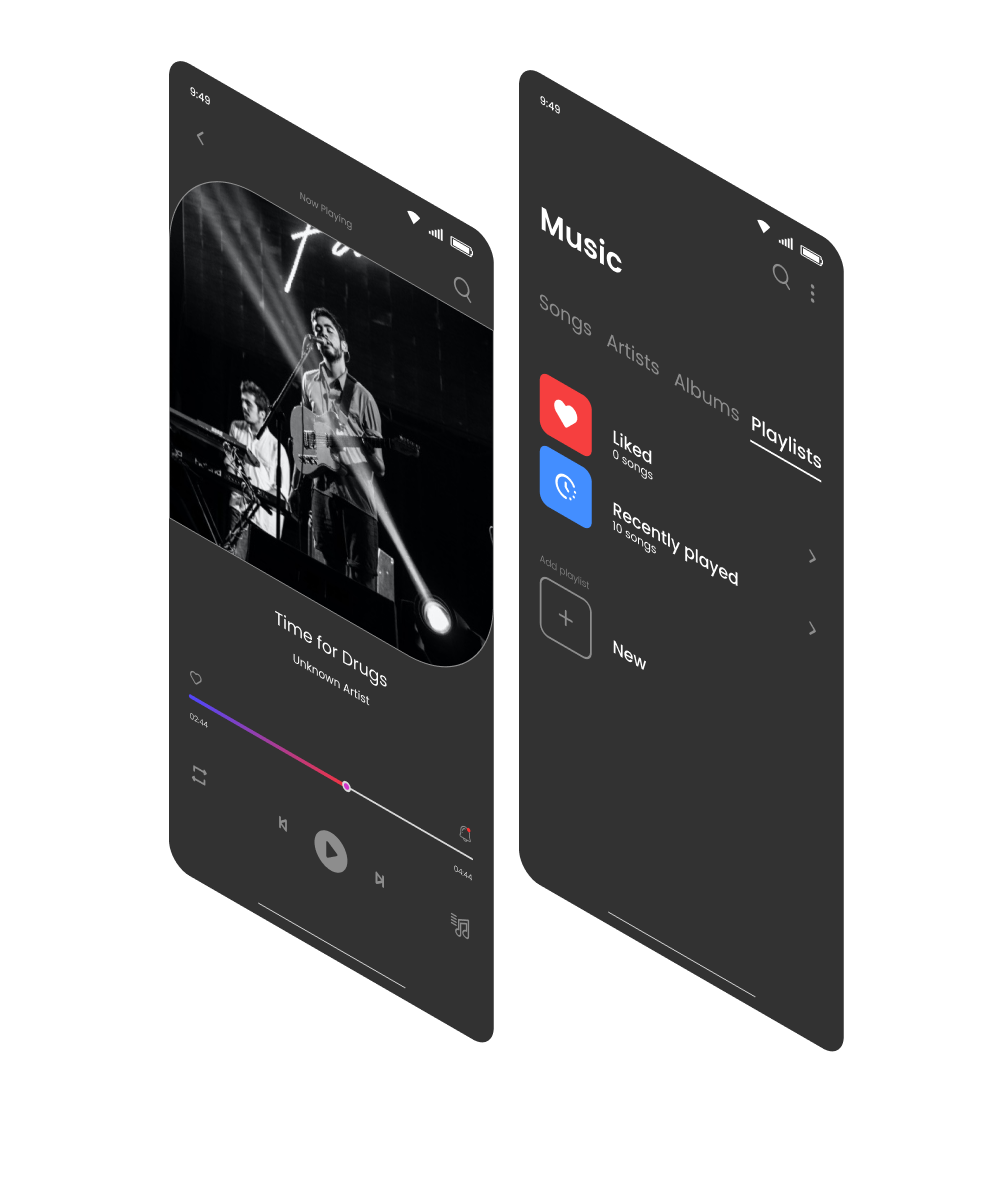 9:49
Now Playing
Time for Drugs
Unknown Artist
02:44
04:44
9:49
Music
Songs
Artists
Albums
Playlists
Liked
0 songs
Recently played
10 songs
Add playlist
New